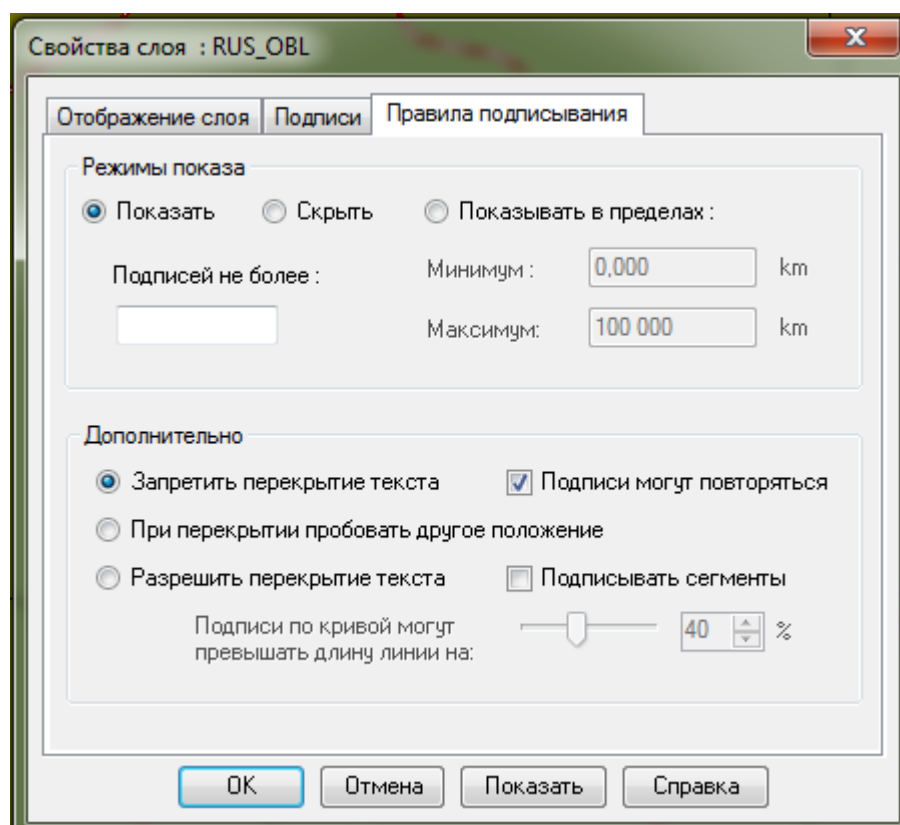 Свойства слоя : RUS_OBL
Отображение слоя Подписи Правила подписывания
Режимы показа
Показать Скрыть Показывать в пределах :
Подписей не более :
Минимум : 0,000 km
Максимум: 100 000 km
Дополнительно
Запретить перекрытие текста Подписи могут повторяться
При перекрытии пробовать другое положение
Разрешить перекрытие текста Подписывать сегменты
Подписи по кривой могут
превышать длину линии на: 40 %
OK Отмена Показать Справка